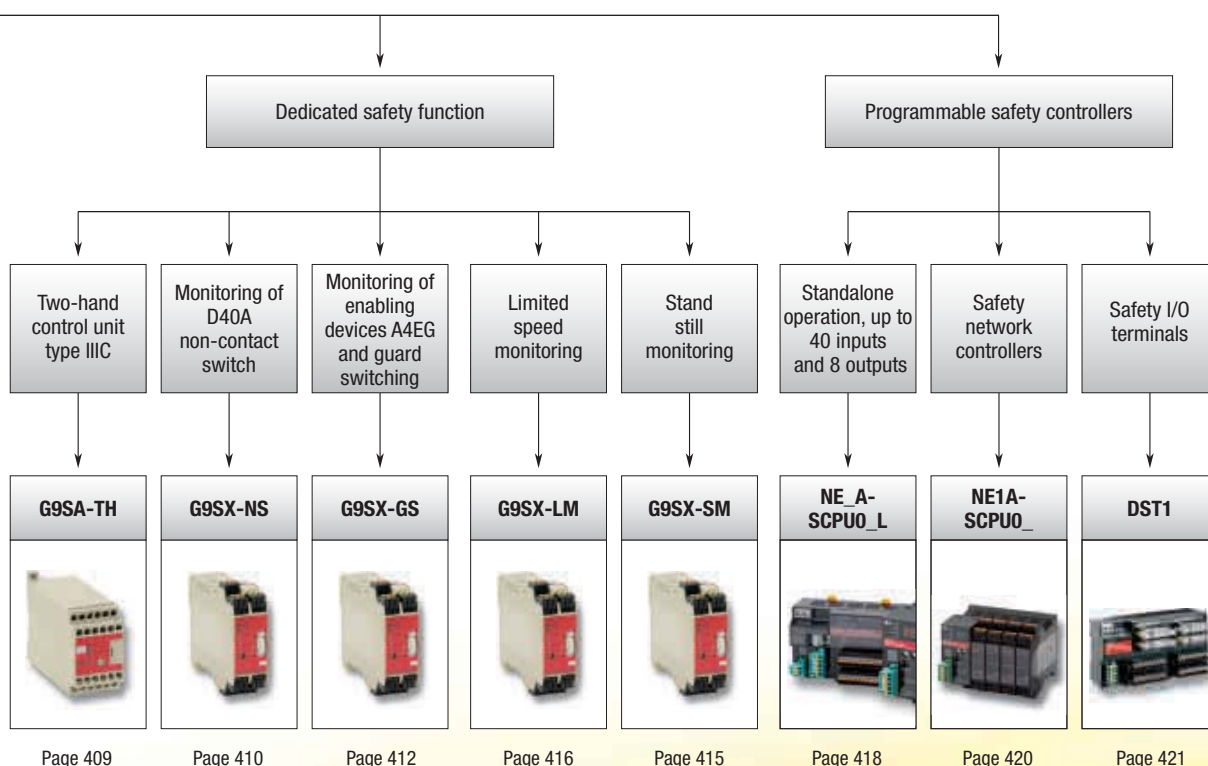 Dedicated safety function
Programmable safety controllers
Two-hand
control unit
type IIIC
Monitoring of
D40A
non-contact
switch
Monitoring of
enabling
devices A4EG
and guard
switching
Limited
speed
monitoring
Stand
still
monitoring
Standalone
operation, up to
40 inputs
and 8 outputs
Safety
network
controllers
Safety I/O
terminals
G9SA-TH
G9SX-NS
G9SX-GS
G9SX-LM
G9SX-SM
NE_A-
SCPU0_L
NE1A-
SCPU0_
DST1
Page 409
Page 410
Page 412
Page 416
Page 415
Page 418
Page 420
Page 421